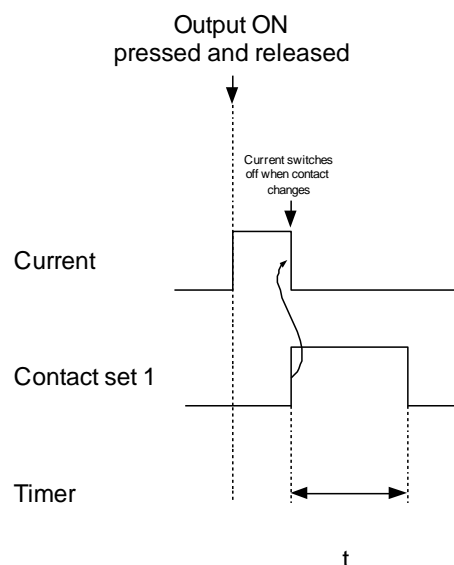 Output ON
pressed and released
Current switches
off when contact
changes
Current
Contact set 1
Timer
t